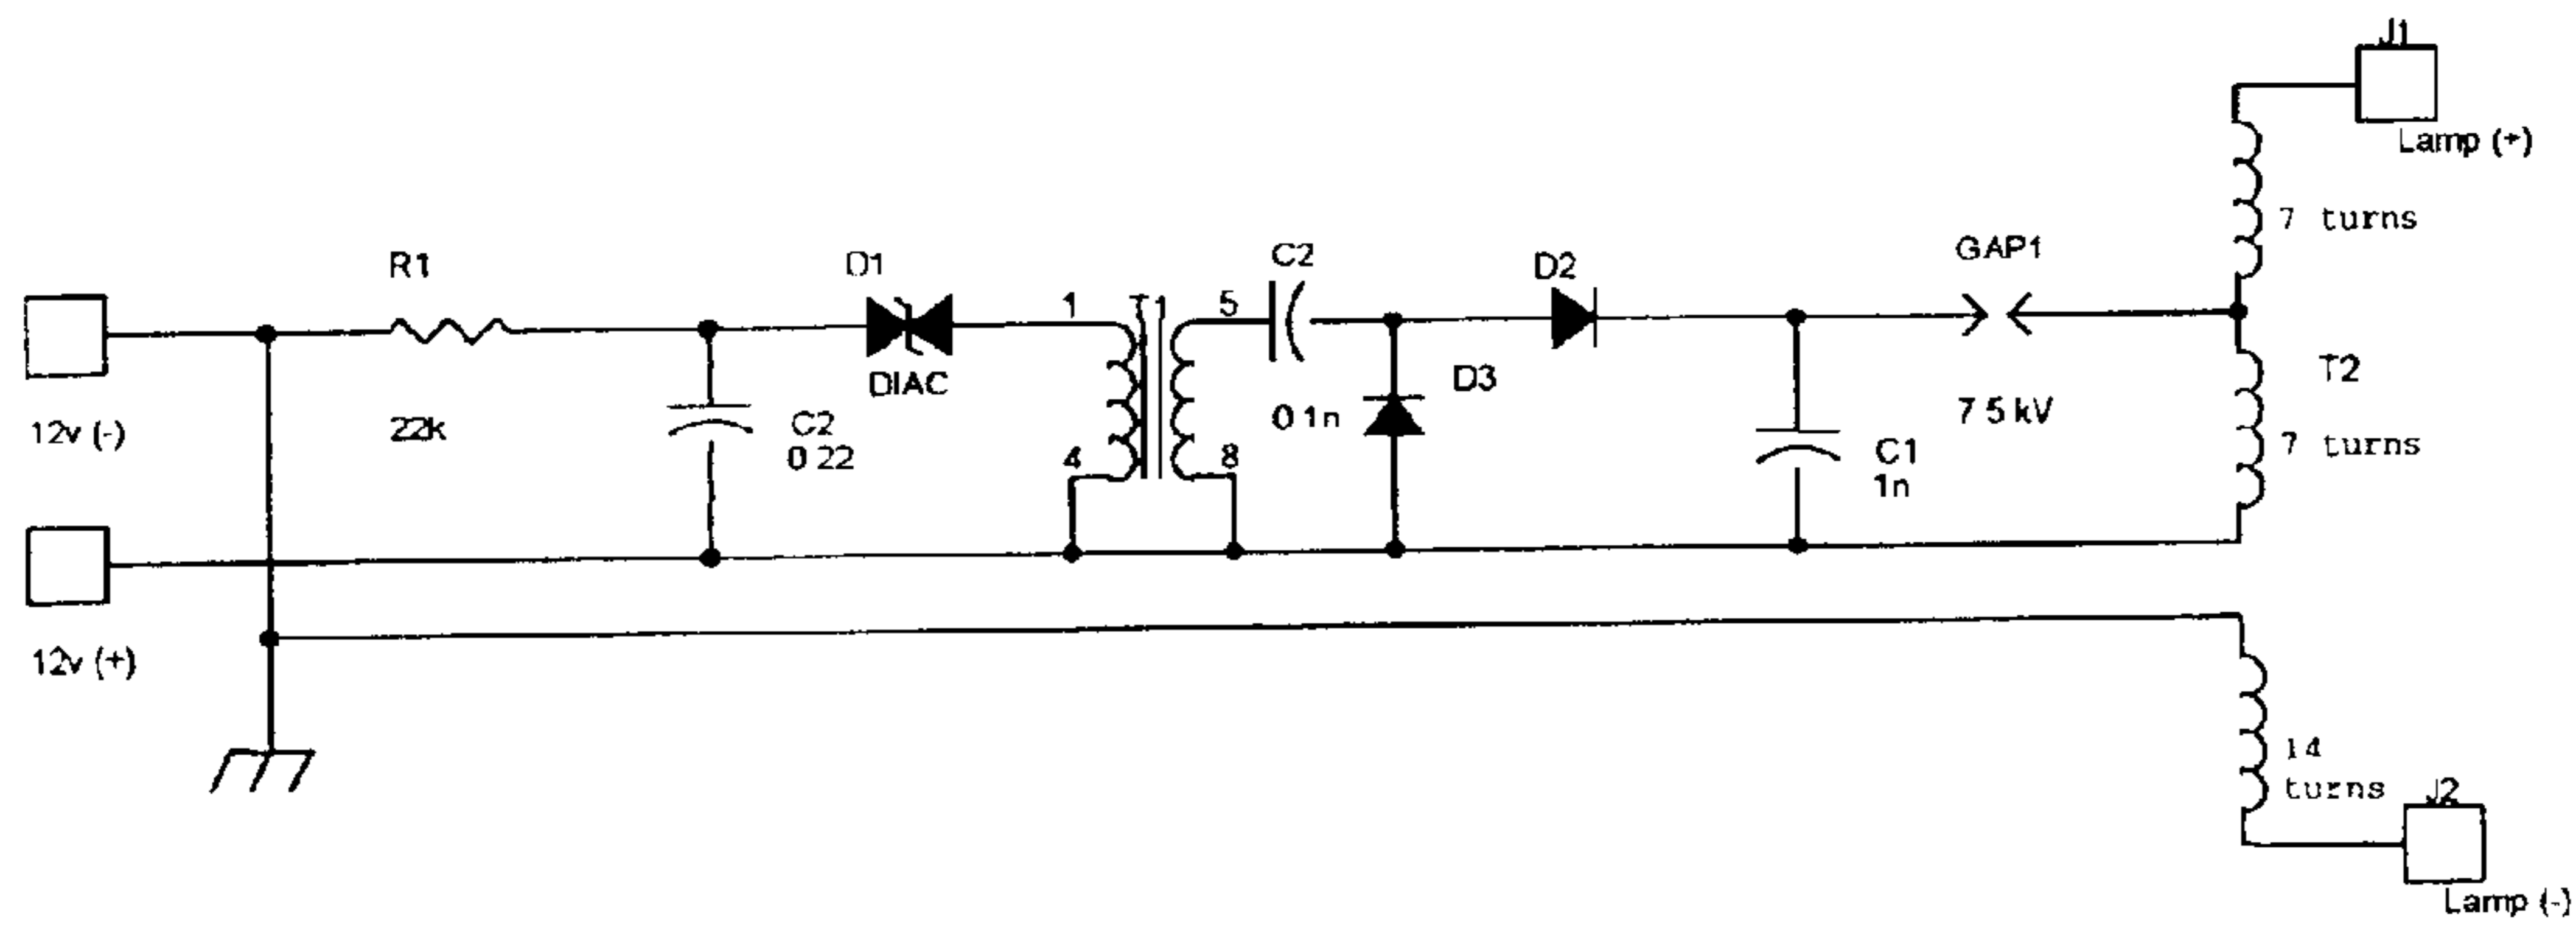 J1
Lamp (+)
7 turns
R1
D1
1
T1
5
C2
D2
GAP1
12v (-)
22k
C2
0 22
DIAC
4
8
0 1n
D3
C1
1n
7 5 kV
T2
7 turns
12v (+)
14
turns
J2
Lamp (-)